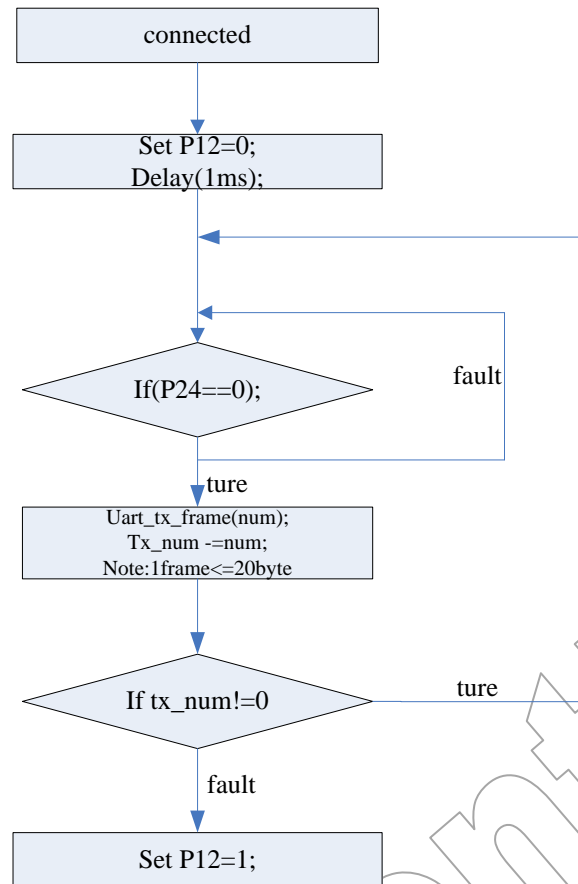 connected
Set P12=0;
Delay(1ms);
If(P24==0);
fault
ture
Uart_tx_frame(num);
Tx_num -=num;
Note:1frame<=20byte
If tx_num!=0
ture
fault
Set P12=1;